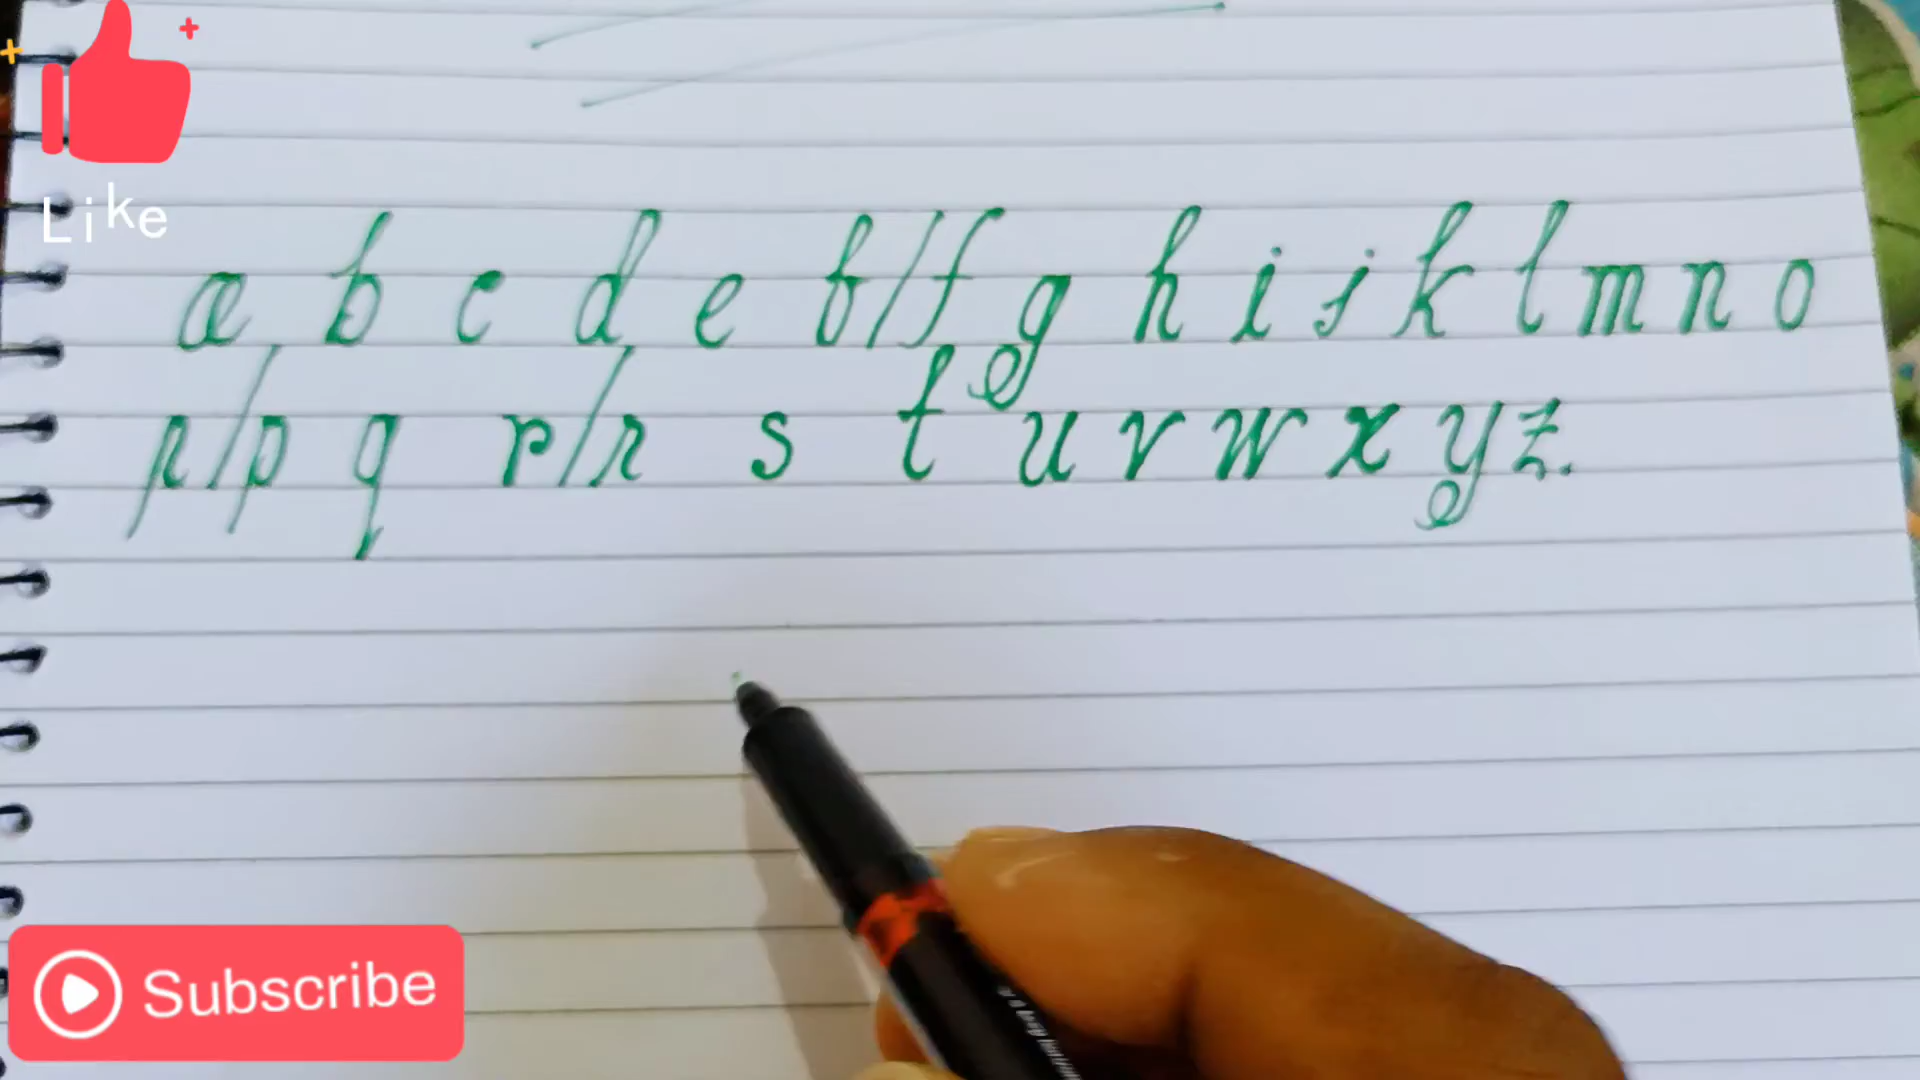 Like
a b c d e f/f g h i j k l m n o
p/p q r/r s t u v w x y z.
Subscribe